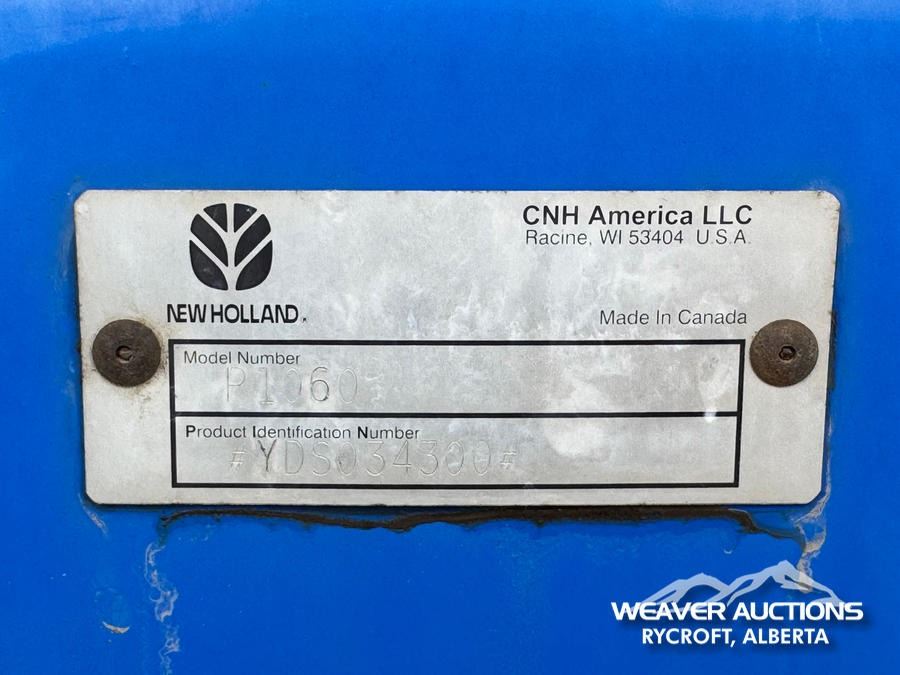 CNH America LLC
Racine, WI 53404 U.S.A.
NEW HOLLAND
Made In Canada
Model Number
P1060
Product Identification Number
#YDS034300#
WEAVER AUCTIONS
RYCROFT, ALBERTA